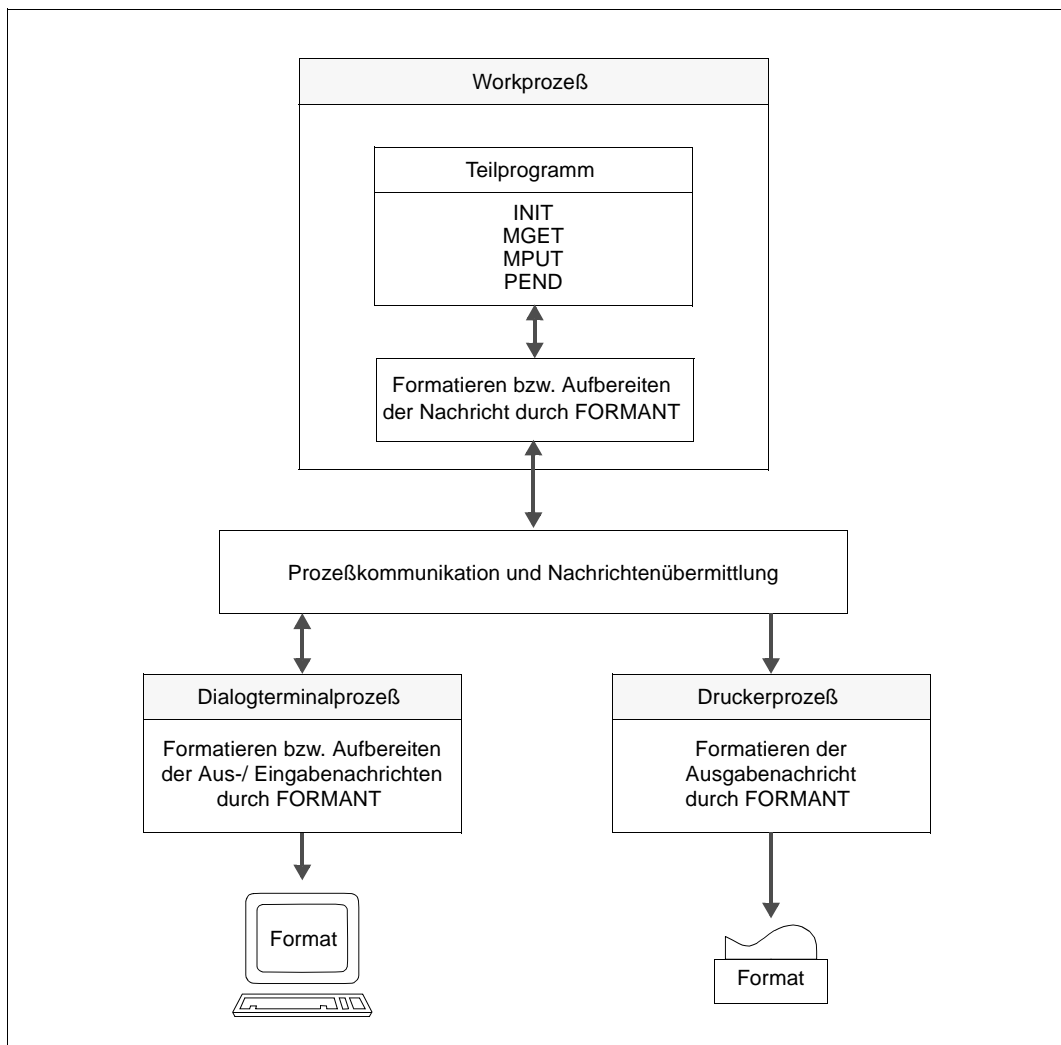 Workprozeß
Teilprogramm
INIT
MGET
MPUT
PEND
Formatieren bzw. Aufbereiten
der Nachricht durch FORMANT
Prozeßkommunikation und Nachrichtenübermittlung
Dialogterminalprozeß
Formatieren bzw. Aufbereiten
der Aus-/ Eingabenachrichten
durch FORMANT
Druckerprozeß
Formatieren der
Ausgabenachricht
durch FORMANT
Format
Format